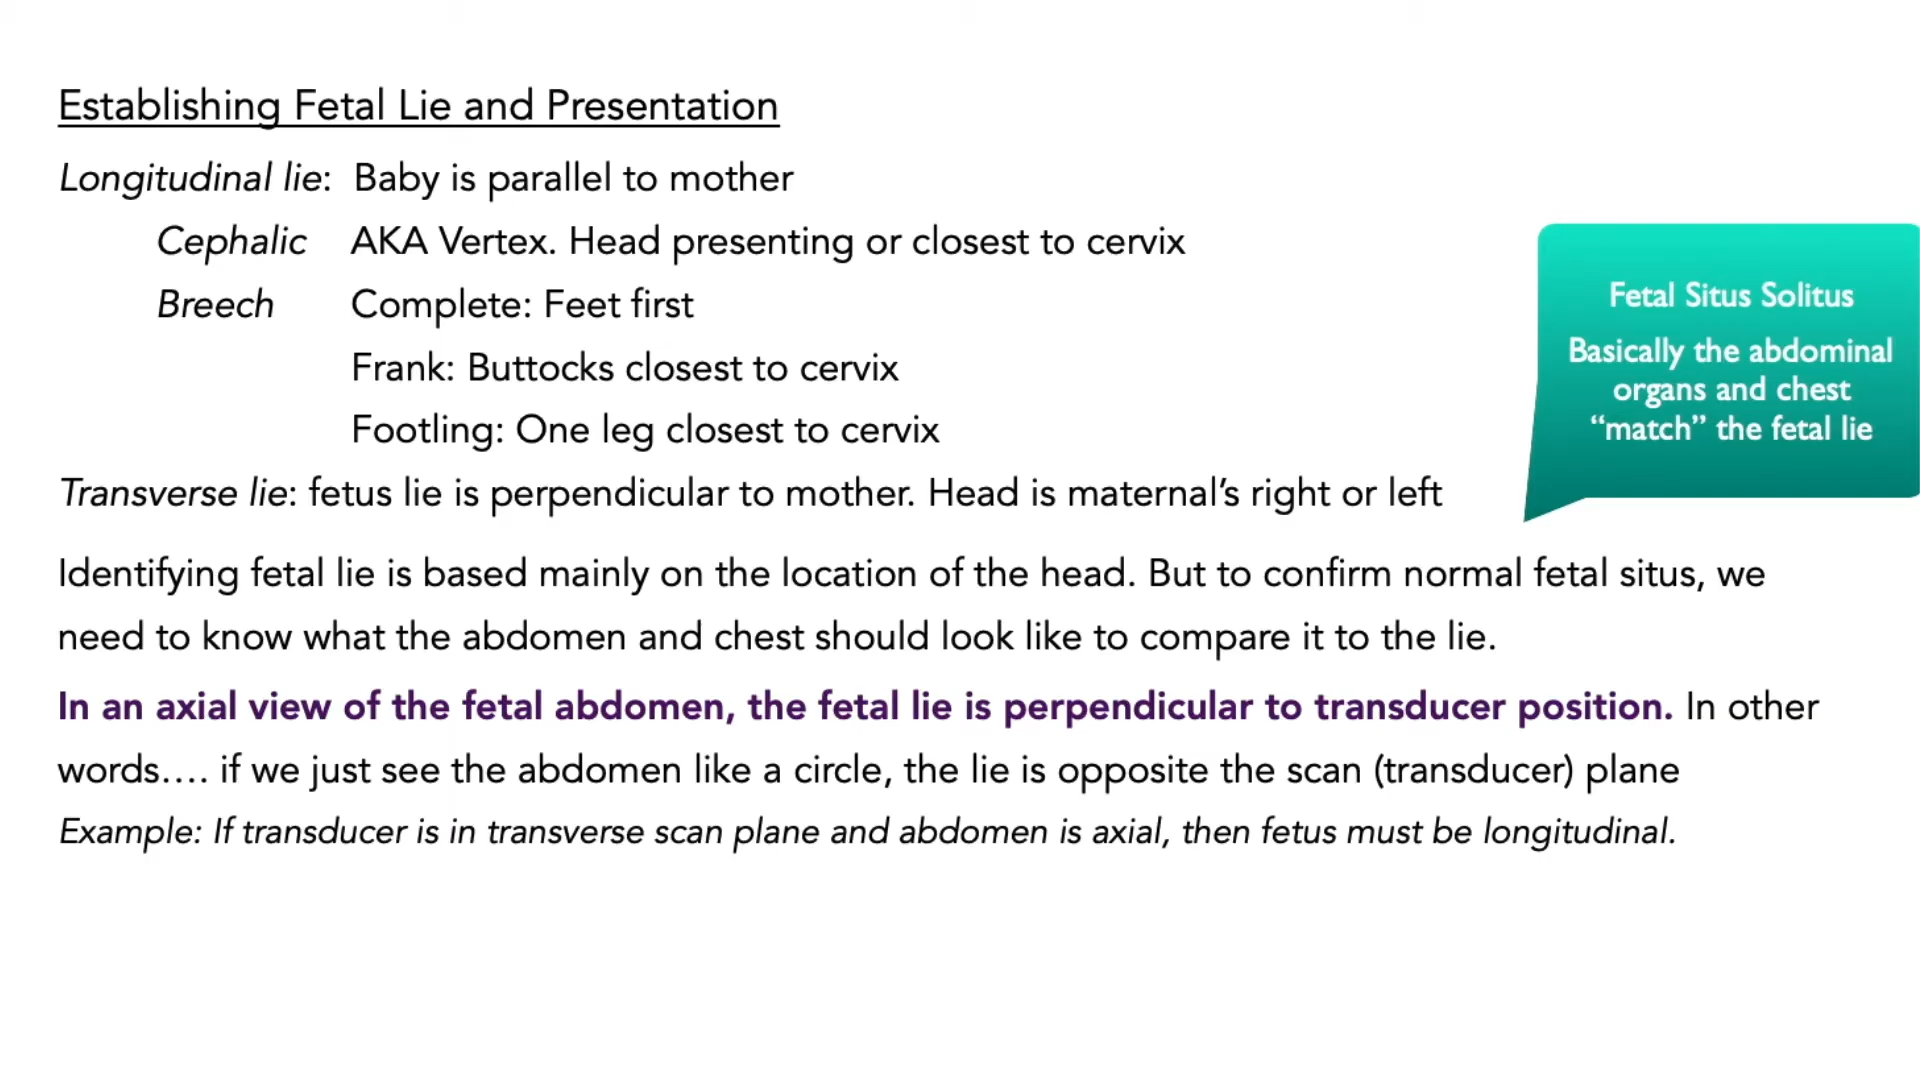 Establishing Fetal Lie and Presentation
Longitudinal lie: Baby is parallel to mother
Cephalic AKA Vertex. Head presenting or closest to cervix
Breech Complete: Feet first
Frank: Buttocks closest to cervix
Footling: One leg closest to cervix
Transverse lie: fetus lie is perpendicular to mother. Head is maternal’s right or left
Identifying fetal lie is based mainly on the location of the head. But to confirm normal fetal situs, we
need to know what the abdomen and chest should look like to compare it to the lie.
In an axial view of the fetal abdomen, the fetal lie is perpendicular to transducer position. In other
words…. if we just see the abdomen like a circle, the lie is opposite the scan (transducer) plane
Example: If transducer is in transverse scan plane and abdomen is axial, then fetus must be longitudinal.
Fetal Situs Solitus
Basically the abdominal
organs and chest
“match” the fetal lie